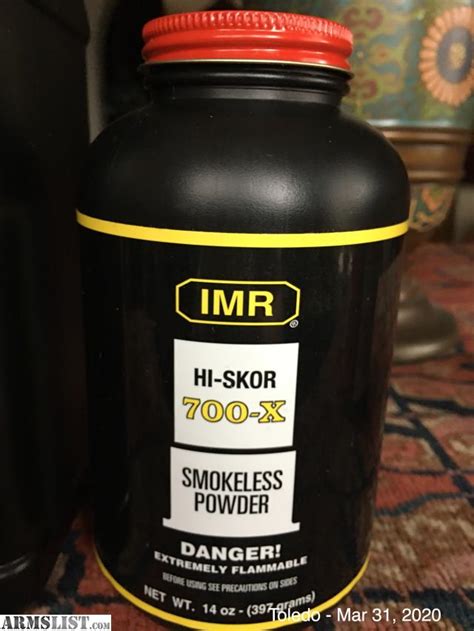 IMR
®
HI-SKOR
700-X
SMOKELESS
POWDER
DANGER!
EXTREMELY FLAMMABLE
BEFORE USING SEE PRECAUTIONS ON SIDES
NET WT. 14 oz - (397 grams)
Toledo - Mar 31, 2020
ARMSLIST.com